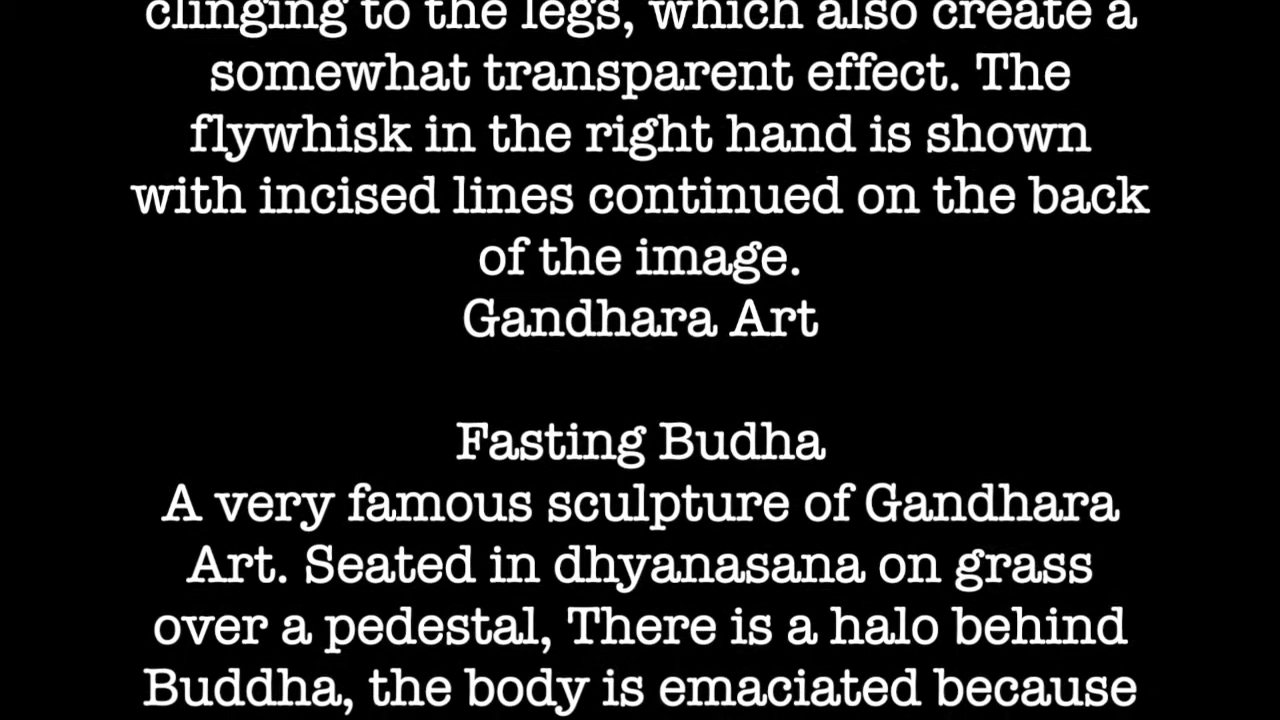 clinging to the legs, which also create a
somewhat transparent effect. The
flywhisk in the right hand is shown
with incised lines continued on the back
of the image.
Gandhara Art
Fasting Budha
A very famous sculpture of Gandhara
Art. Seated in dhyanasana on grass
over a pedestal, There is a halo behind
Buddha, the body is emaciated because